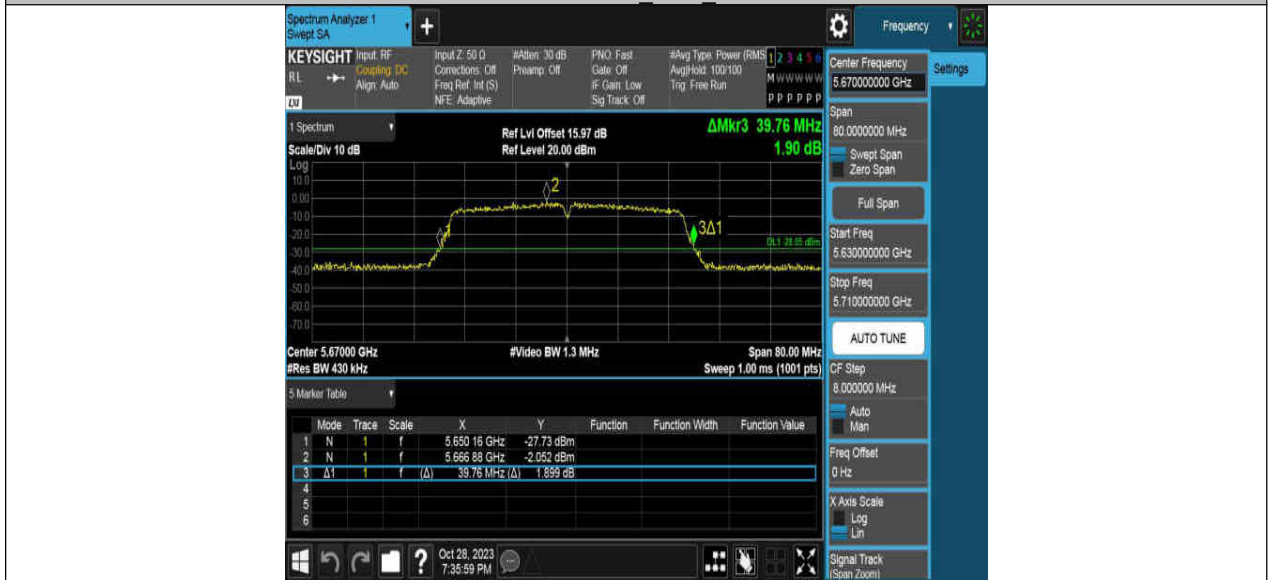 Spectrum Analyzer 1
Swept SA
+
Frequency
KEYSIGHT
RL
Input: RF
Coupling: DC
Align: Auto
Input Z: 50 Ω
Corrections: Off
Freq Ref: Int (S)
NFE: Adaptive
#Atten: 30 dB
Preamp: Off
PNO: Fast
Gate: Off
IF Gain: Low
Sig Track: Off
#Avg Type: Power (RMS
Avg|Hold: 100/100
Trig: Free Run
1 2 3 4 5 6
M W W W W W
P P P P P P
Center Frequency
5.670000000 GHz
Settings
Span
80.0000000 MHz
Swept Span
Zero Span
Full Span
Start Freq
5.630000000 GHz
Stop Freq
5.710000000 GHz
AUTO TUNE
CF Step
8.000000 MHz
Auto
Man
Freq Offset
0 Hz
X Axis Scale
Log
Lin
Signal Track
(Span Zoom)
1 Spectrum
Scale/Div 10 dB
Ref Lvl Offset 15.97 dB
Ref Level 20.00 dBm
ΔMkr3 39.76 MHz
1.90 dB
Log
10.0
0.00
-10.0
-20.0
-30.0
-40.0
-50.0
-60.0
-70.0
2
3Δ1
DL1 -28.05 dBm
Center 5.67000 GHz
#Video BW 1.3 MHz
Span 80.00 MHz
#Res BW 430 kHz
Sweep 1.00 ms (1001 pts)
5 Marker Table
Mode Trace Scale X Y Function Function Width Function Value
1 N 1 f 5.650 16 GHz -27.73 dBm
2 N 1 f 5.666 88 GHz -2.052 dBm
3 Δ1 1 f (Δ) 39.76 MHz (Δ) 1.899 dB
4
5
6
?
Oct 28, 2023
7:35:59 PM